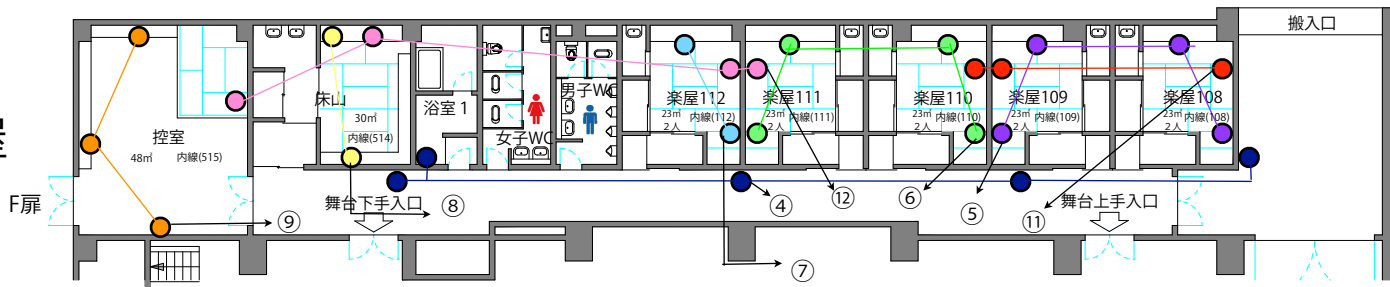 搬入口
床山
30㎡
内線(514)
浴室 1
女子WC
男子WC
楽屋112
23㎡ 内線(112)
2人
楽屋111
23㎡ 内線(111)
2人
楽屋110
23㎡ 内線(110)
2人
楽屋109
23㎡ 内線(109)
2人
楽屋108
23㎡ 内線(108)
2人
控室
48㎡ 内線(515)
F扉
舞台下手入口
舞台上手入口
⑨
⑧
④
⑫
⑥
⑤
⑪
⑦